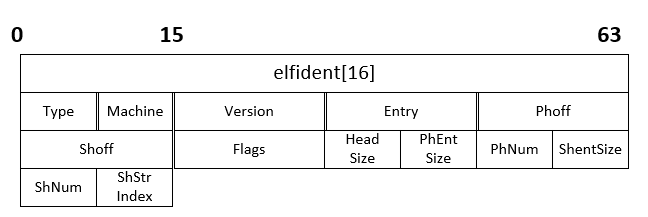 0 15 63
elfident[16]
Type Machine Version Entry Phoff
Shoff Flags Head Size PhEnt Size PhNum ShentSize
ShNum ShStr Index